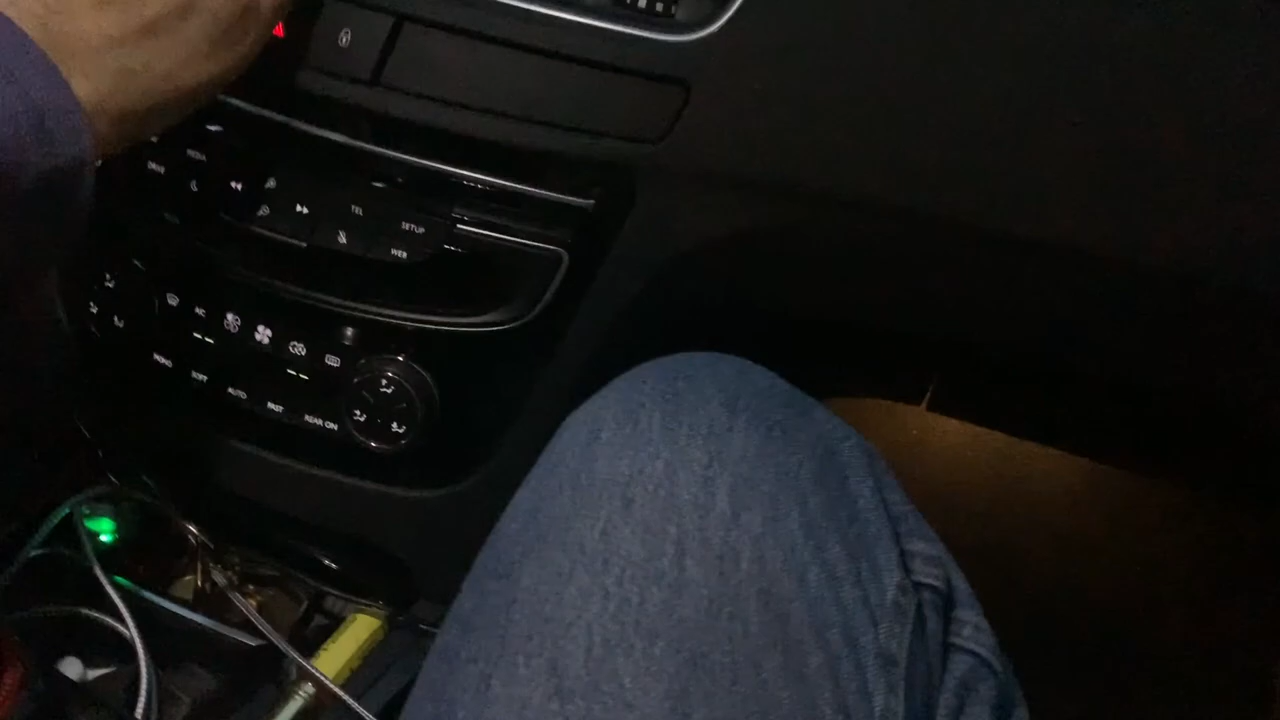 MEDIA
DRIVE
TEL
SETUP
WEB
AC
MONO
SOFT
AUTO
FAST
REAR ON